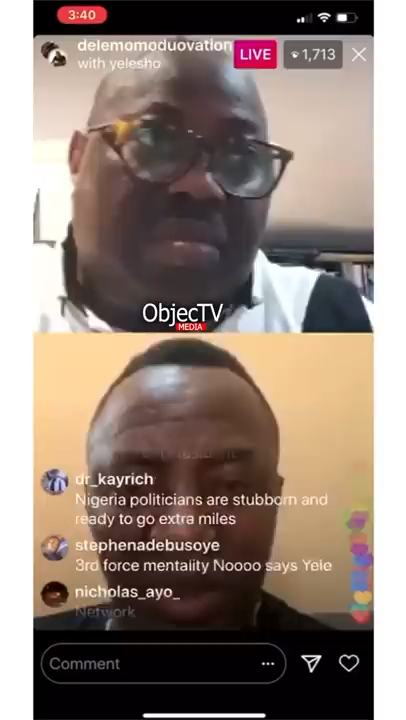 3:40
delemomoduovation
with yelesho
LIVE
1,713
ObjecTV
MEDIA
dr_kayrich
Nigeria politicians are stubborn and
ready to go extra miles
stephenadebusoye
3rd force mentality Noooo says Yele
nicholas_ayo_
Network
Comment